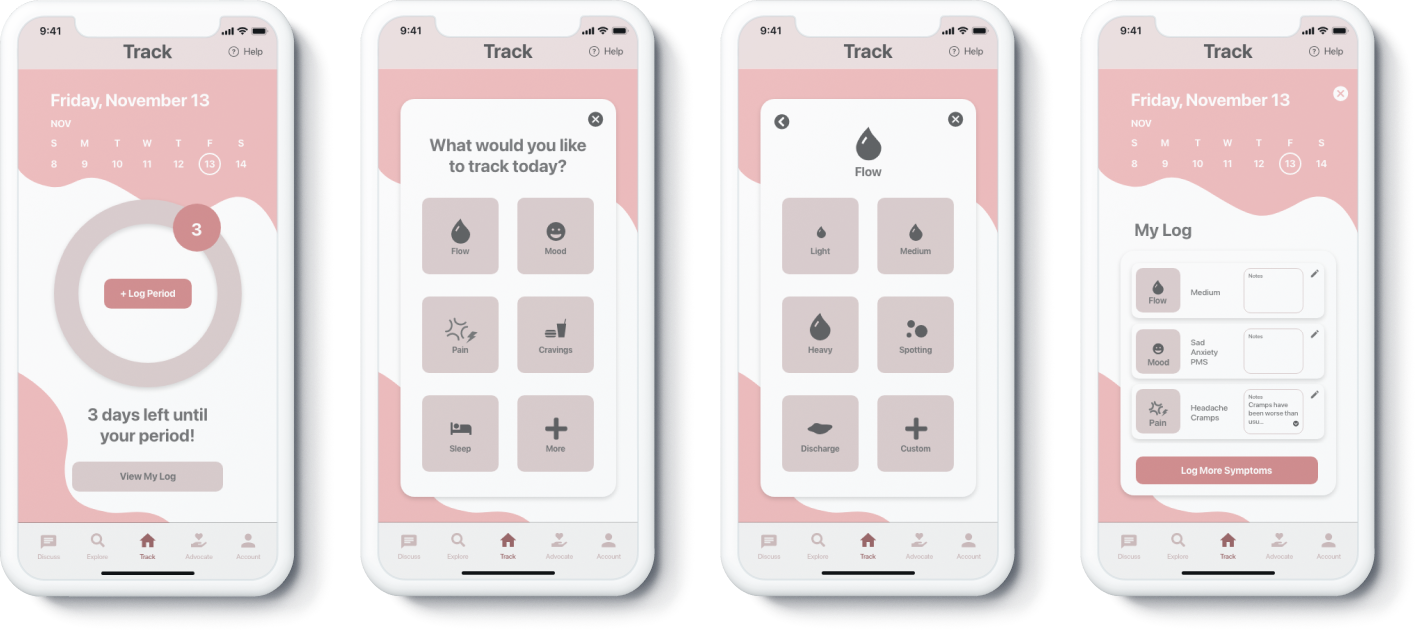 9:41
Track
Help
Friday, November 13
NOV
S M T W T F S
8 9 10 11 12 13 14
3
+ Log Period
3 days left until
your period!
View My Log
Discuss Explore Track Advocate Account
9:41
Track
Help
What would you like
to track today?
Flow Mood
Pain Cravings
Sleep More
Discuss Explore Track Advocate Account
9:41
Track
Help
Flow
Light Medium
Heavy Spotting
Discharge Custom
Discuss Explore Track Advocate Account
9:41
Track
Help
Friday, November 13
NOV
S M T W T F S
8 9 10 11 12 13 14
My Log
Flow
Medium
Notes
Mood
Sad
Anxiety
PMS
Notes
Pain
Headache
Cramps
Notes
Cramps have
been worse than
usu...
Log More Symptoms
Discuss Explore Track Advocate Account